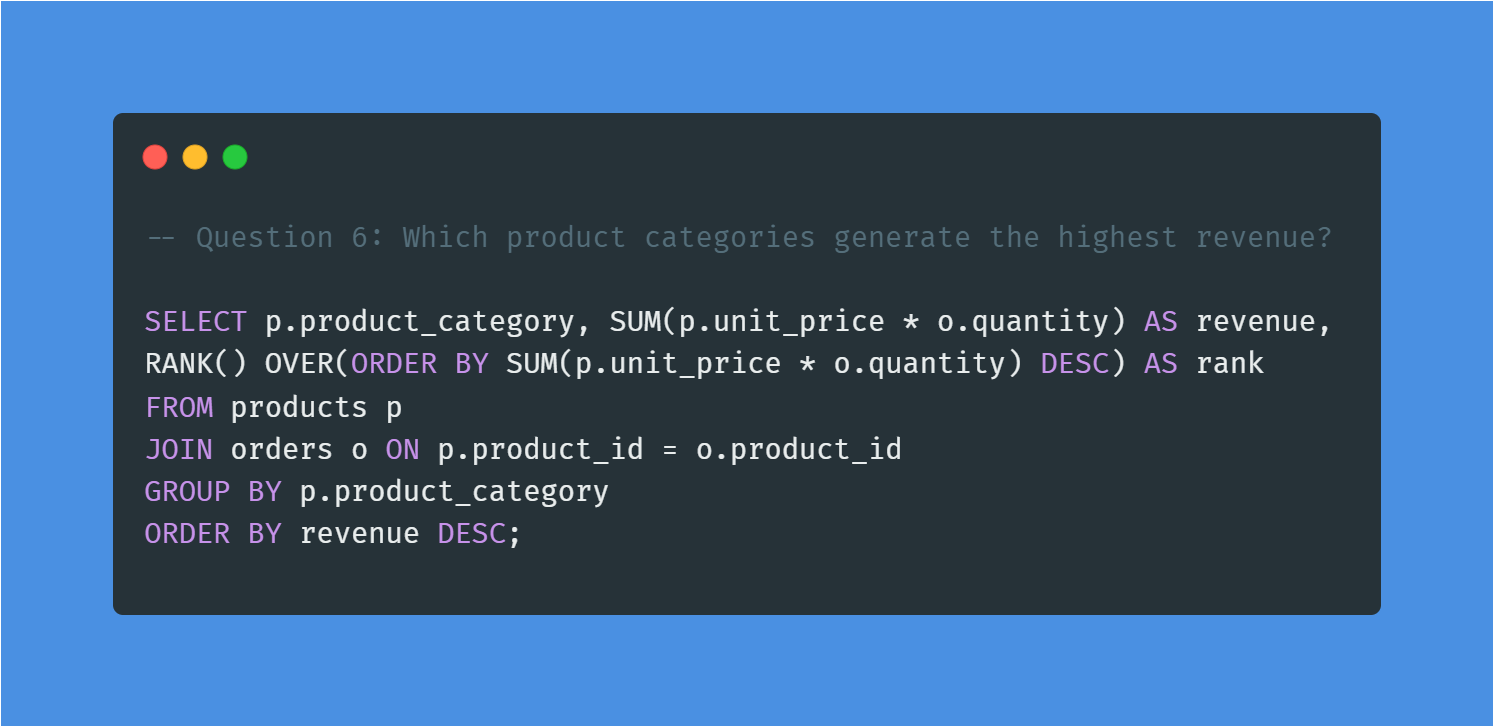 -- Question 6: Which product categories generate the highest revenue?
SELECT p.product_category, SUM(p.unit_price * o.quantity) AS revenue,
RANK() OVER(ORDER BY SUM(p.unit_price * o.quantity) DESC) AS rank
FROM products p
JOIN orders o ON p.product_id = o.product_id
GROUP BY p.product_category
ORDER BY revenue DESC;